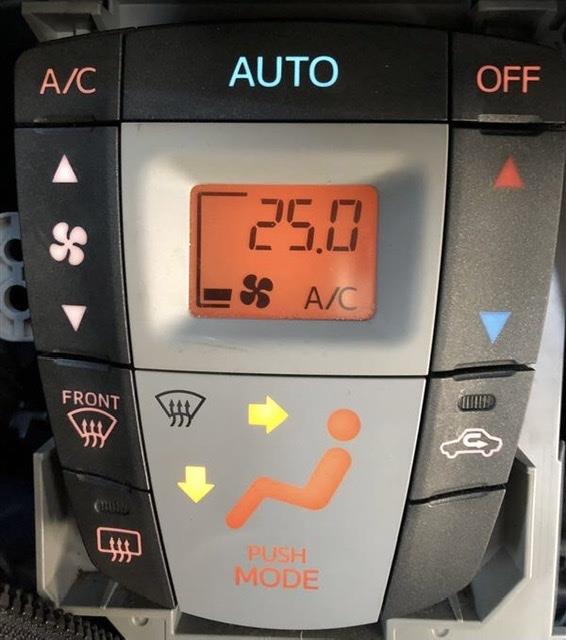 A/C
AUTO
OFF
25.0
A/C
FRONT
PUSH
MODE